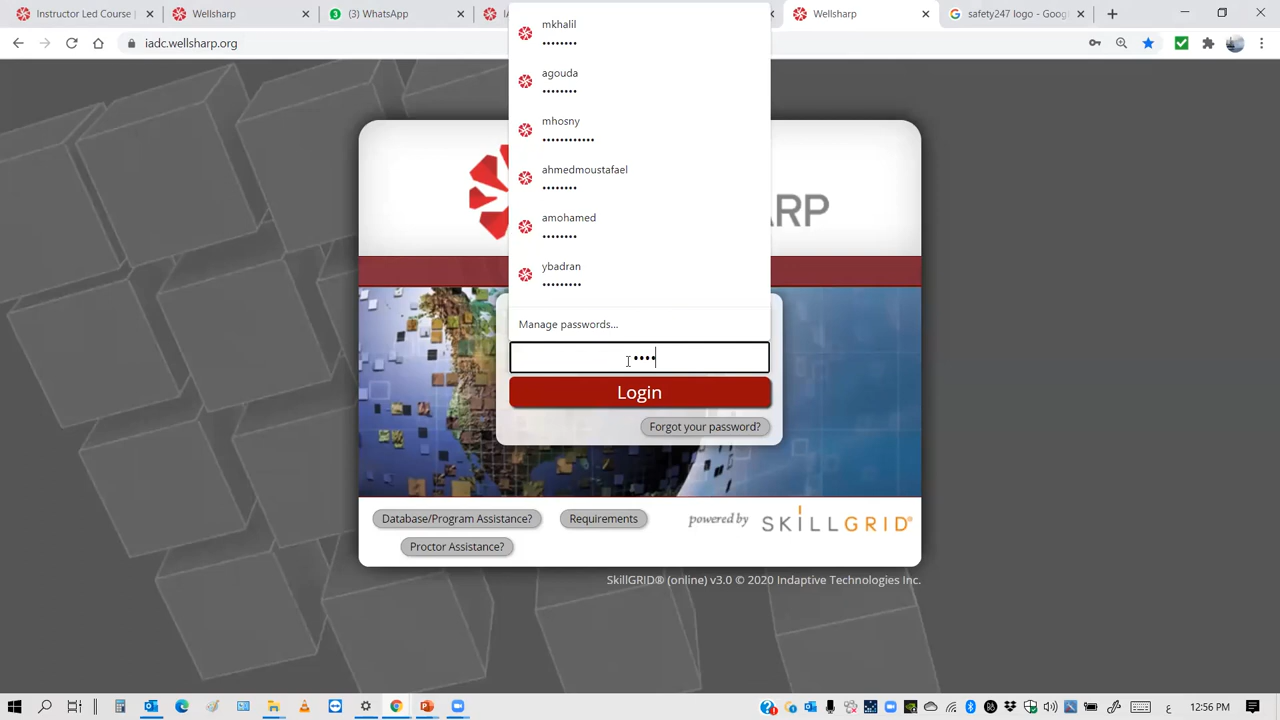 Instructor Led Courses
(3) WhatsApp
Wellsharp
safety247 logo - Goog
iadc.wellsharp.org
mkhalil
••••••••
agouda
••••••••
mhosny
••••••••••••
ahmedmoustafael
••••••••
amohamed
••••••••
ybadran
•••••••••
Manage passwords...
••••
ARP
Login
Forgot your password?
Database/Program Assistance?
Requirements
powered by SKILLGRID
Proctor Assistance?
SkillGRID® (online) v3.0 © 2020 Indaptive Technologies Inc.
ع
12:56 PM